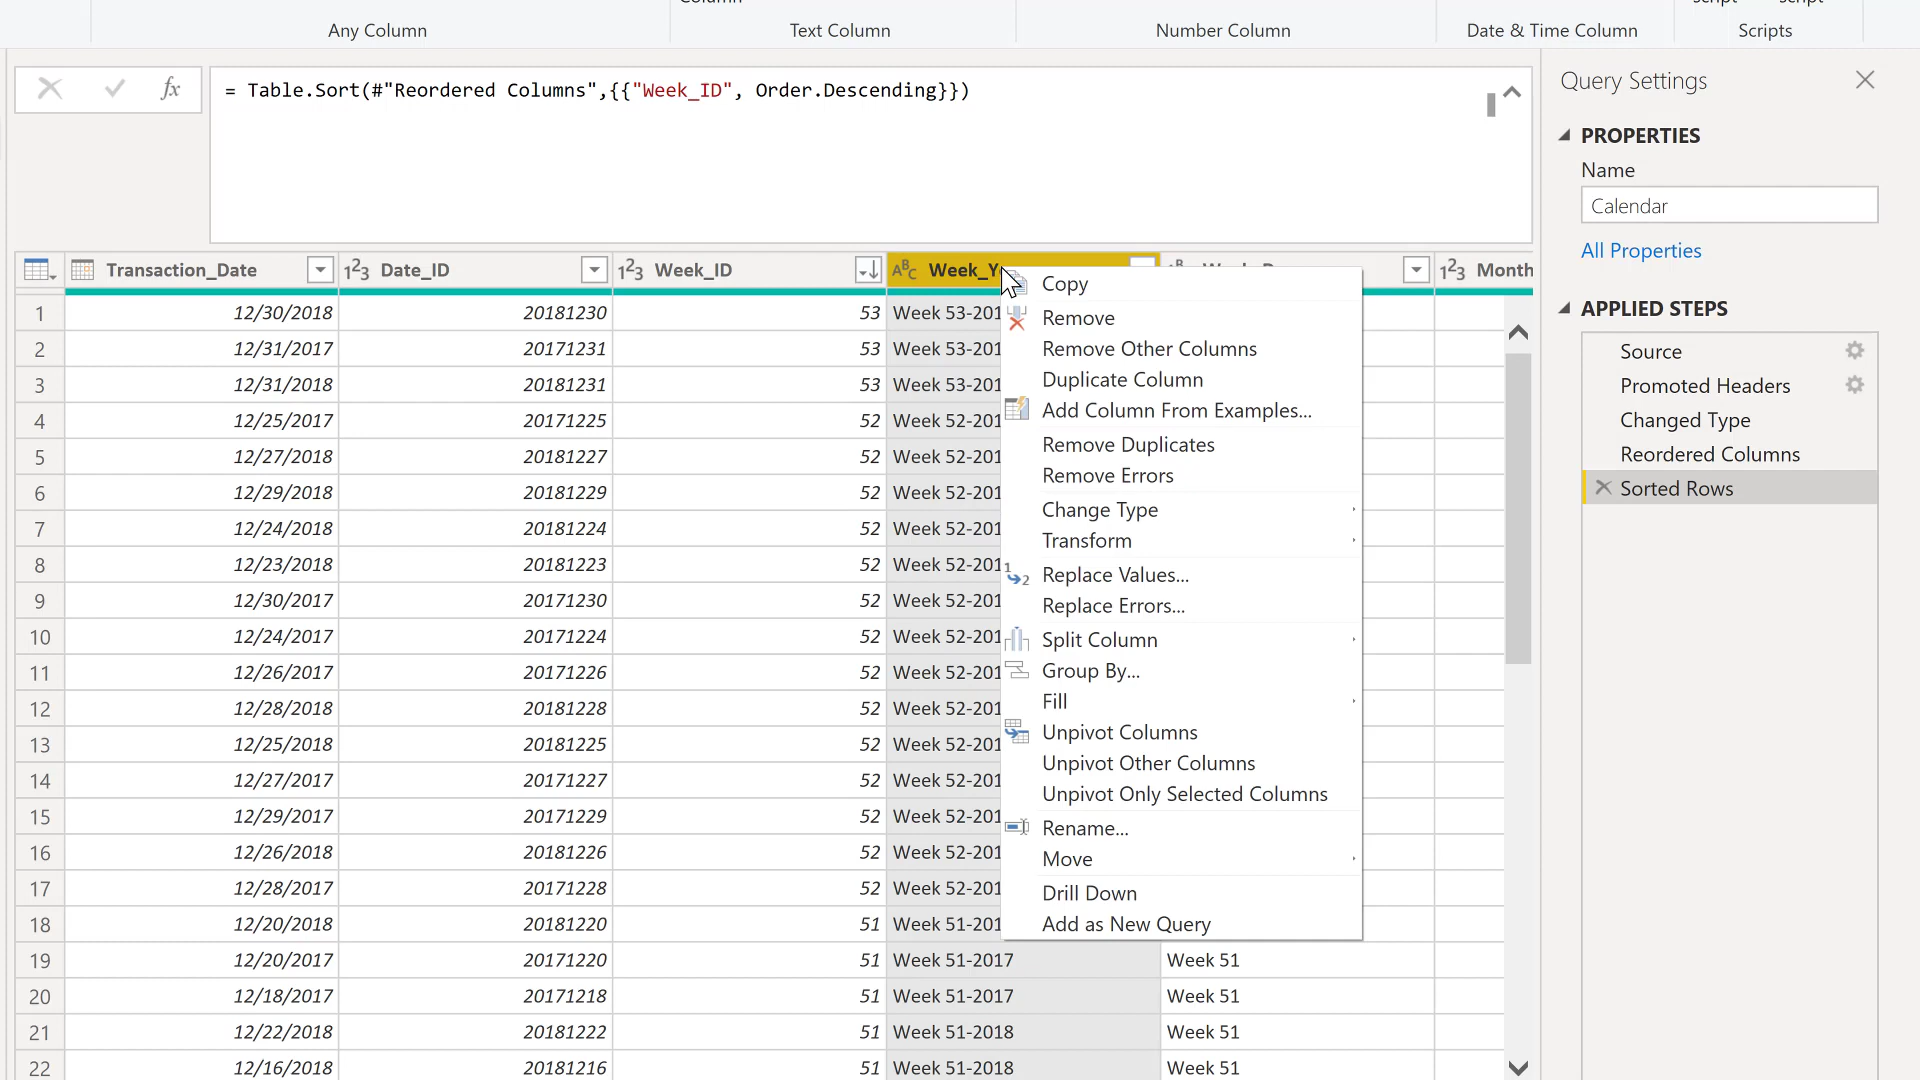 Any Column
Text Column
Number Column
Date & Time Column
Scripts
fx
= Table.Sort(#"Reordered Columns",{{"Week_ID", Order.Descending}})
Query Settings
PROPERTIES
Name
Calendar
All Properties
APPLIED STEPS
Source
Promoted Headers
Changed Type
Reordered Columns
Sorted Rows
Transaction_Date 123 Date_ID 123 Week_ID ABC 123 Month
1 12/30/2018 20181230 53
2 12/31/2017 20171231 53
3 12/31/2018 20181231 53
4 12/25/2017 20171225 52
5 12/27/2018 20181227 52
6 12/29/2018 20181229 52
7 12/24/2018 20181224 52
8 12/23/2018 20181223 52
9 12/30/2017 20171230 52
10 12/24/2017 20171224 52
11 12/26/2017 20171226 52
12 12/28/2018 20181228 52
13 12/25/2018 20181225 52
14 12/27/2017 20171227 52
15 12/29/2017 20171229 52
16 12/26/2018 20181226 52
17 12/28/2017 20171228 52
18 12/20/2018 20181220 51
19 12/20/2017 20171220 51 Week 51-2017 Week 51
20 12/18/2017 20171218 51 Week 51-2017 Week 51
21 12/22/2018 20181222 51 Week 51-2018 Week 51
22 12/16/2018 20181216 51 Week 51-2018 Week 51
Copy
Remove
Remove Other Columns
Duplicate Column
Add Column From Examples...
Remove Duplicates
Remove Errors
Change Type
Transform
Replace Values...
Replace Errors...
Split Column
Group By...
Fill
Unpivot Columns
Unpivot Other Columns
Unpivot Only Selected Columns
Rename...
Move
Drill Down
Add as New Query